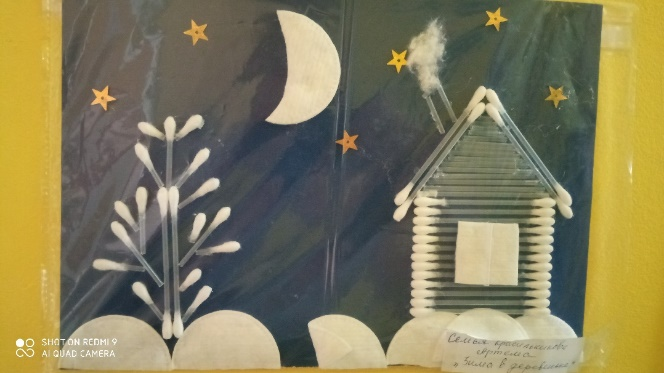 SHOT ON REDMI 9
AI QUAD CAMERA
Семья
Артема
"Зима в деревне"